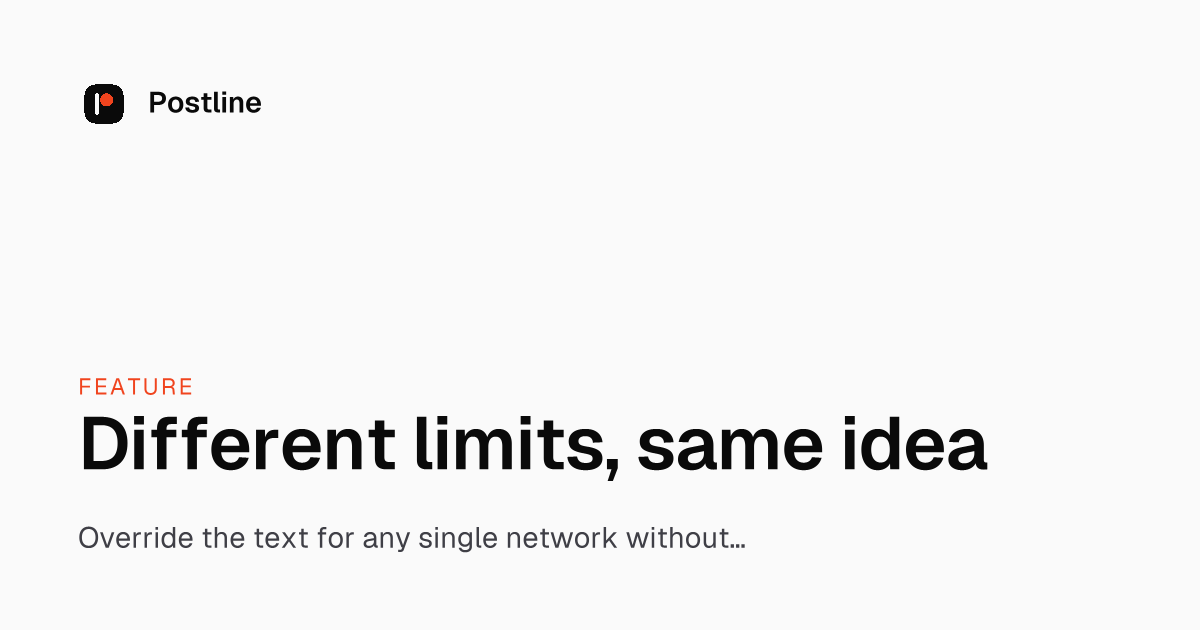 Postline
FEATURE
Different limits, same idea
Override the text for any single network without…